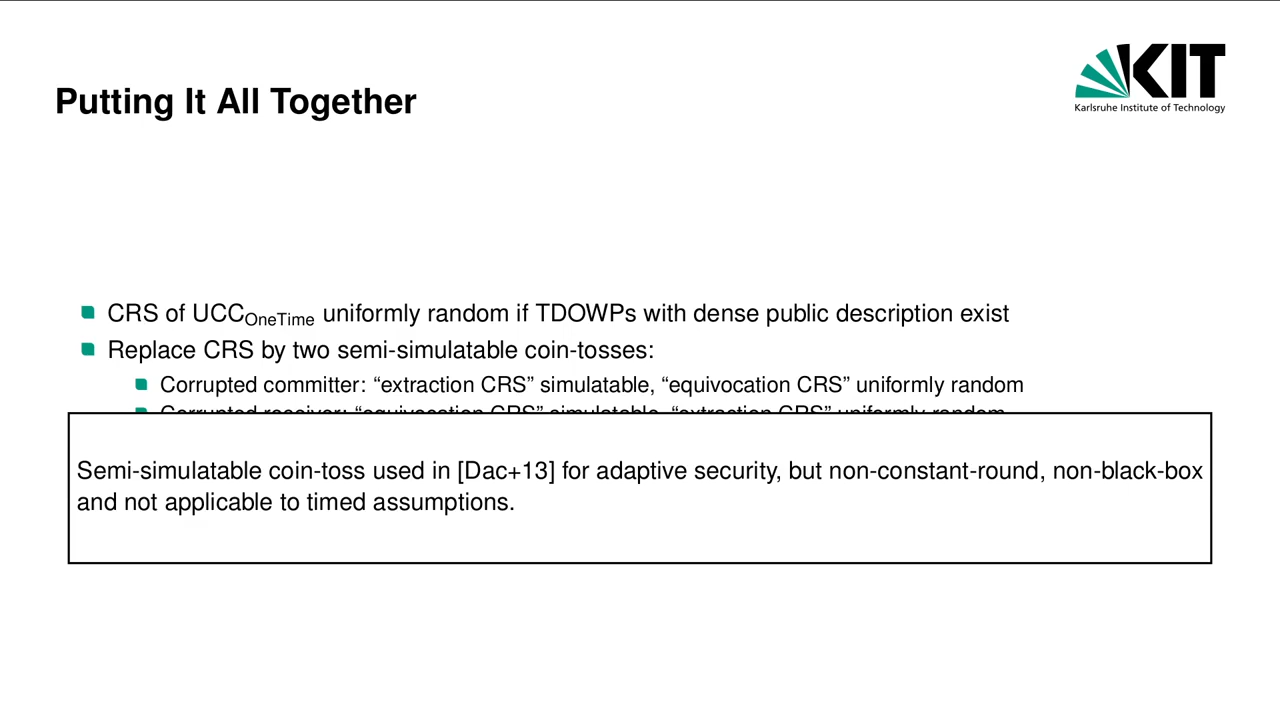 Putting It All Together
KIT
Karlsruhe Institute of Technology
CRS of UCCOneTime uniformly random if TDOWPs with dense public description exist
Replace CRS by two semi-simulatable coin-tosses:
Corrupted committer: “extraction CRS” simulatable, “equivocation CRS” uniformly random
Corrupted receiver: “equivocation CRS” simulatable, “extraction CRS” uniformly random
Semi-simulatable coin-toss used in [Dac+13] for adaptive security, but non-constant-round, non-black-box
and not applicable to timed assumptions.